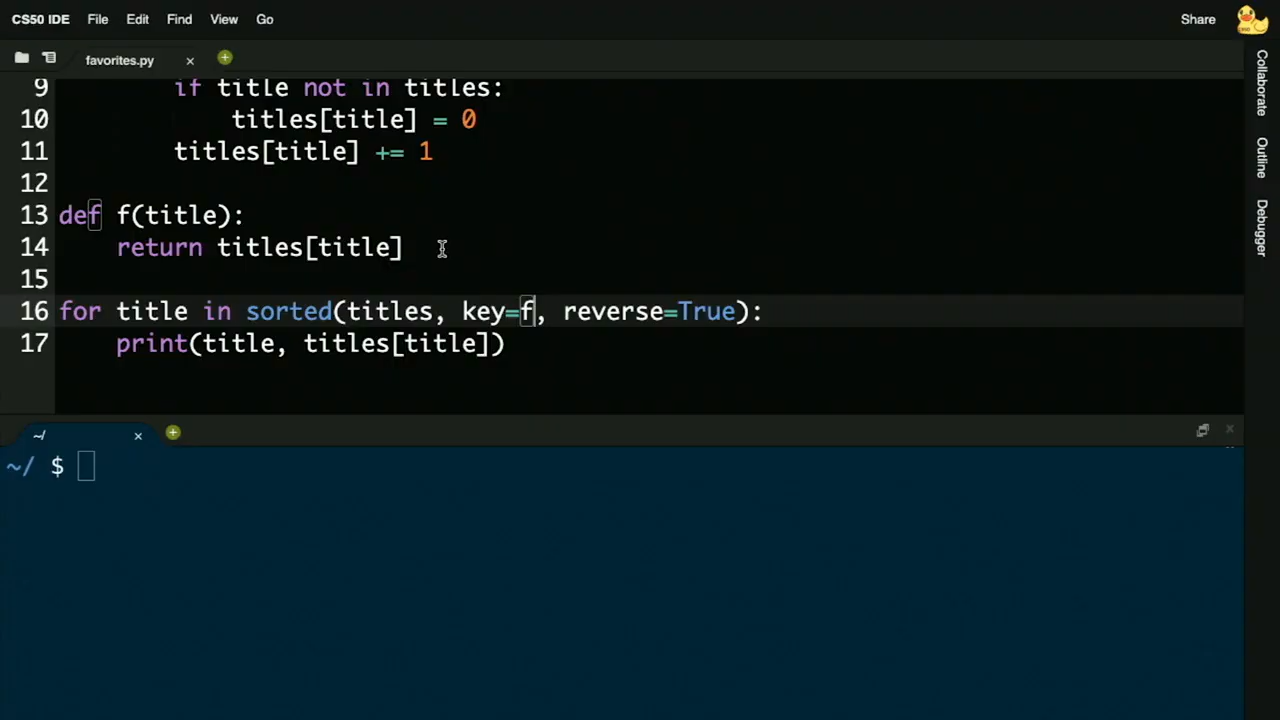 CS50 IDE File Edit Find View Go Share
favorites.py
9 if title not in titles:
10 titles[title] = 0
11 titles[title] += 1
12
13 def f(title):
14 return titles[title]
15
16 for title in sorted(titles, key=f, reverse=True):
17 print(title, titles[title])
~/
~/ $
Collaborate
Outline
Debugger